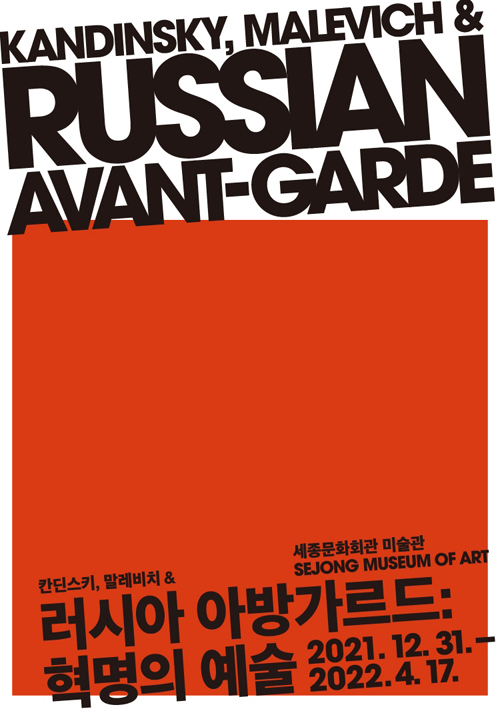 KANDINSKY, MALEVICH &
RUSSIAN
AVANT-GARDE
세종문화회관 미술관
SEJONG MUSEUM OF ART
칸딘스키, 말레비치 &
러시아 아방가르드:
혁명의 예술
2021. 12. 31. –
2022. 4. 17.